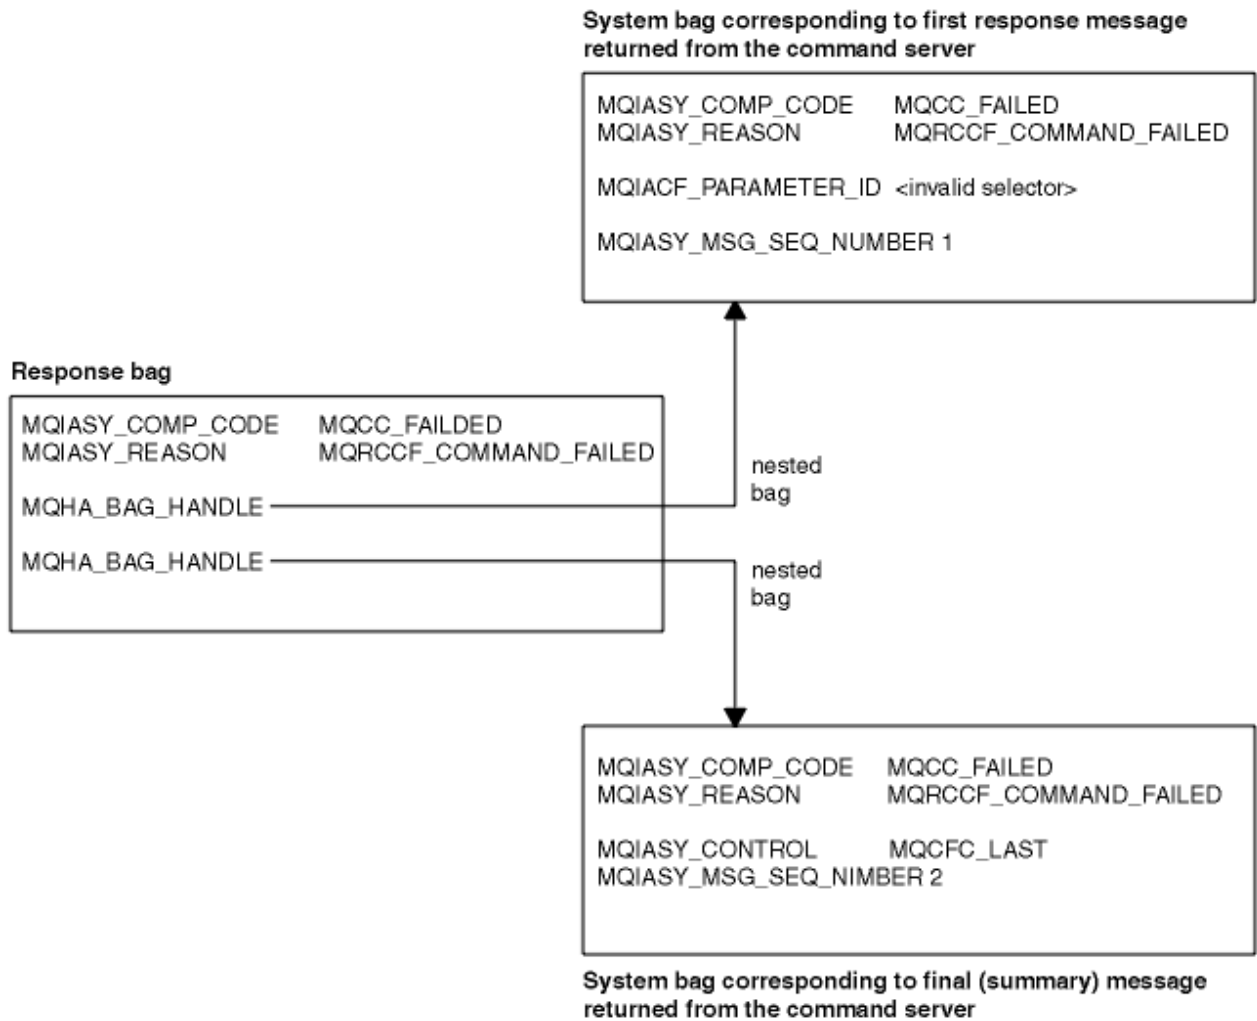 System bag corresponding to first response message
returned from the command server
MQIASY_COMP_CODE MQCC_FAILED
MQIASY_REASON MQRCCF_COMMAND_FAILED
MQIACF_PARAMETER_ID <invalid selector>
MQIASY_MSG_SEQ_NUMBER 1
Response bag
MQIASY_COMP_CODE MQCC_FAILDED
MQIASY_REASON MQRCCF_COMMAND_FAILED
MQHA_BAG_HANDLE
nested
bag
MQHA_BAG_HANDLE
nested
bag
MQIASY_COMP_CODE MQCC_FAILED
MQIASY_REASON MQRCCF_COMMAND_FAILED
MQIASY_CONTROL MQCFC_LAST
MQIASY_MSG_SEQ_NIMBER 2
System bag corresponding to final (summary) message
returned from the command server